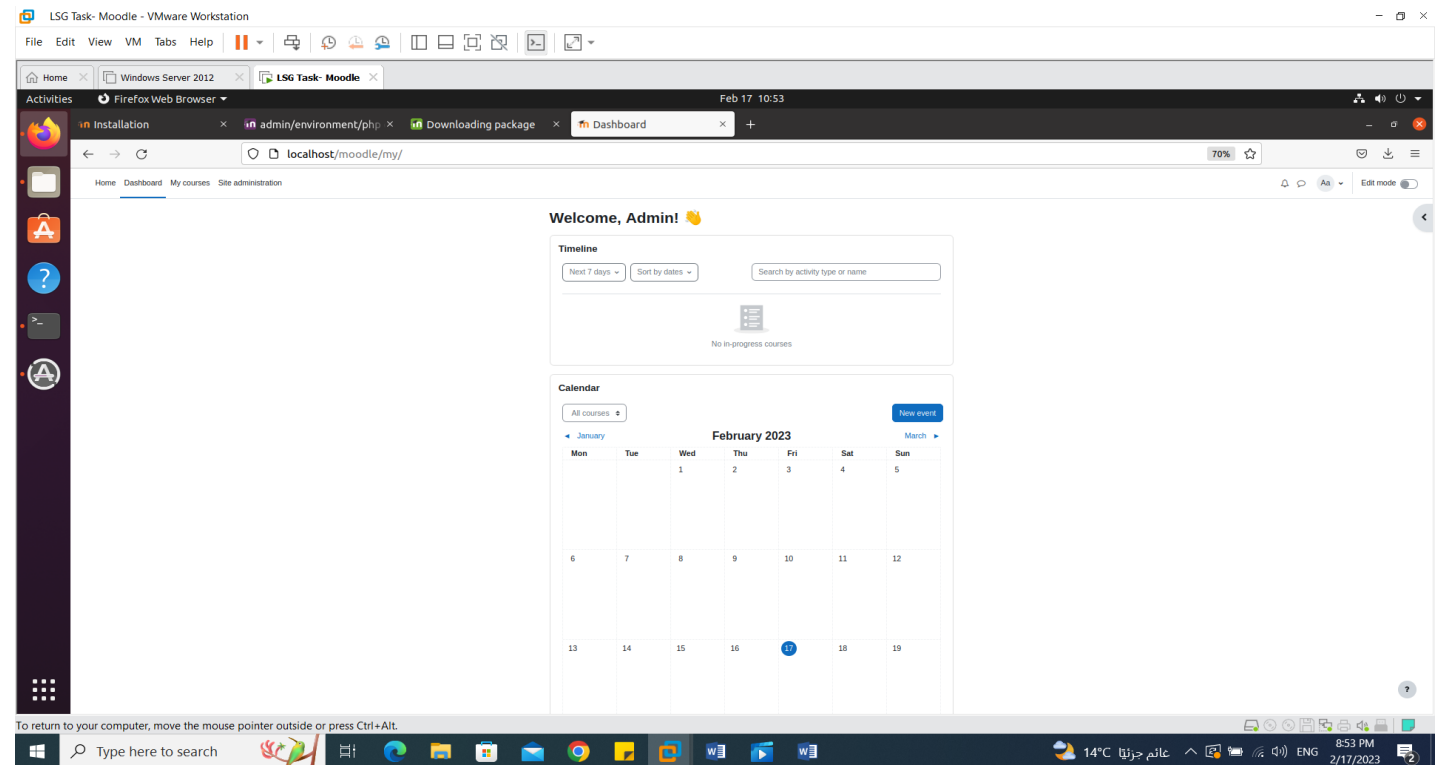 LSG Task- Moodle - VMware Workstation
File Edit View VM Tabs Help
Home Windows Server 2012 LSG Task- Moodle
Activities Firefox Web Browser Feb 17 10:53
Installation admin/environment/php Downloading package Dashboard
localhost/moodle/my/ 70%
Home Dashboard My courses Site administration Aa Edit mode
Welcome, Admin! 👋
Timeline
Next 7 days Sort by dates Search by activity type or name
No in-progress courses
Calendar
All courses New event
◄ January February 2023 March ►
Mon Tue Wed Thu Fri Sat Sun
1 2 3 4 5
6 7 8 9 10 11 12
13 14 15 16 17 18 19
?
To return to your computer, move the mouse pointer outside or press Ctrl+Alt.
Type here to search 14°C غائم جزئيًا ENG 8:53 PM
2/17/2023 2